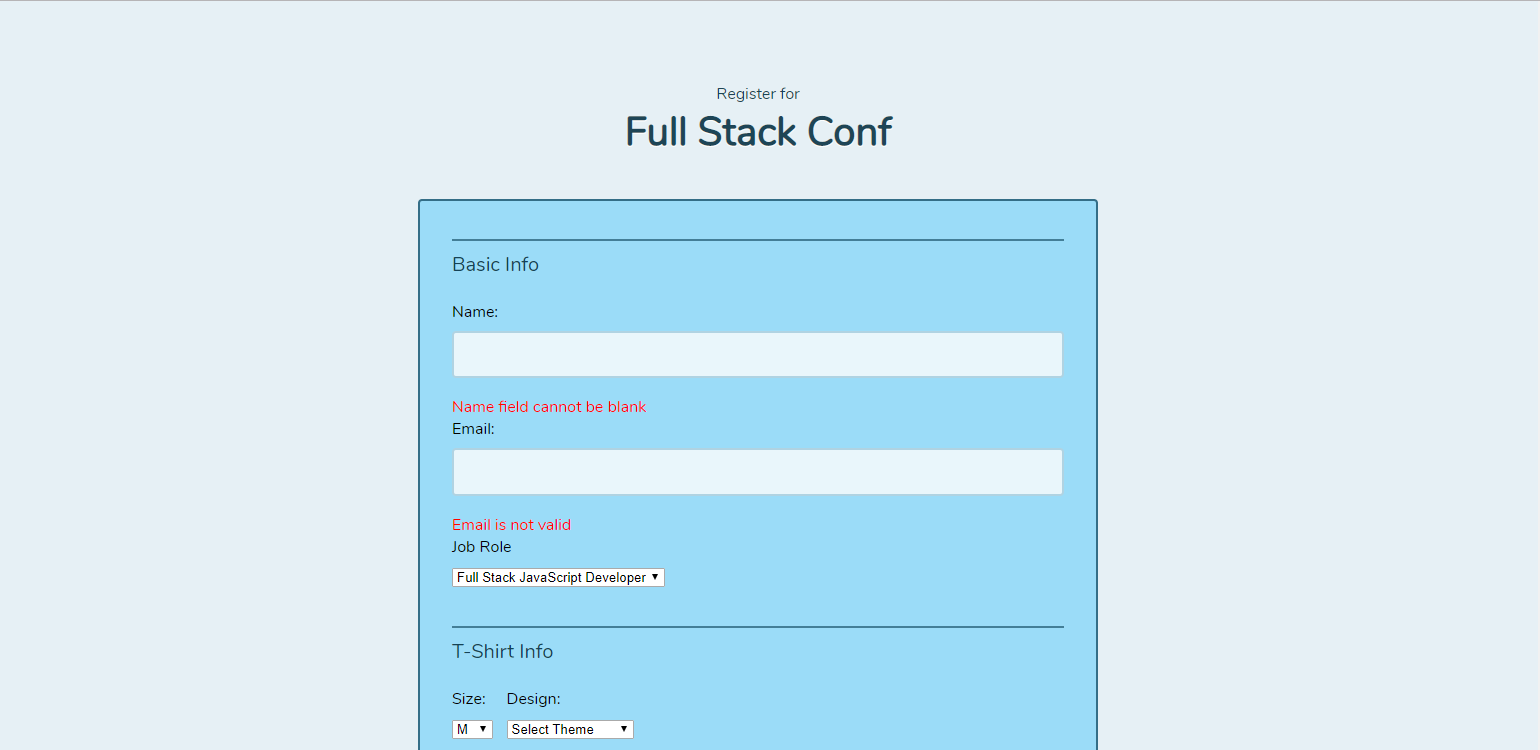 Register for
Full Stack Conf
Basic Info
Name:
Name field cannot be blank
Email:
Email is not valid
Job Role
Full Stack JavaScript Developer
T-Shirt Info
Size: Design:
M Select Theme